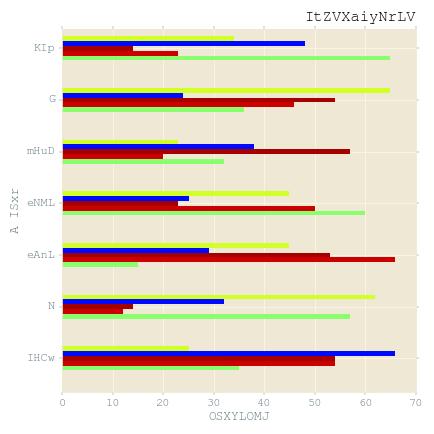 ItZVXaiyNrLV
KIp
G
mHuD
eNML
eAnL
N
IHCw
A ISxr
0 10 20 30 40 50 60 70
OSXYLOMJ